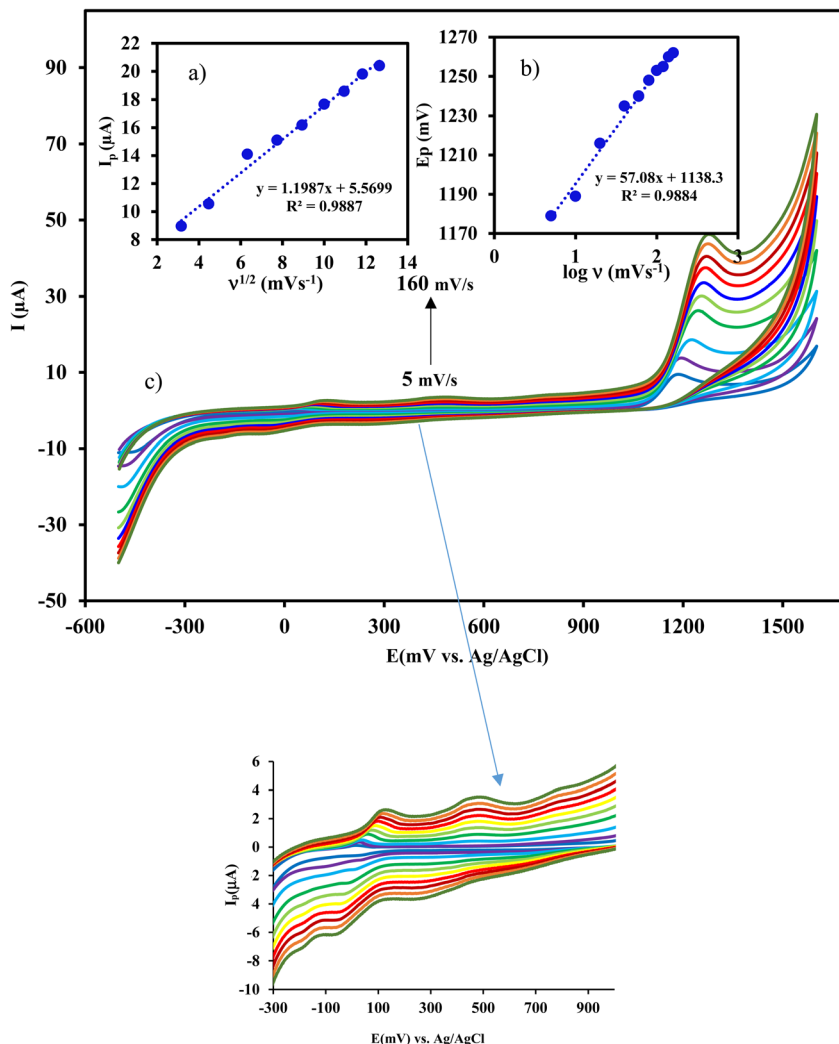 a)
I_p (µA)
22
20
18
16
14
12
10
8
y = 1.1987x + 5.5699
R² = 0.9887
2 4 6 8 10 12 14
ν^1/2 (mVs⁻¹)
b)
Ep (mV)
1270
1250
1230
1210
1190
1170
y = 57.08x + 1138.3
R² = 0.9884
0 1 2 3
log ν (mVs⁻¹)
160 mV/s
5 mV/s
c)
I (µA)
90
70
50
30
10
-10
-30
-50
-600 -300 0 300 600 900 1200 1500
E(mV vs. Ag/AgCl)
I_p(µA)
6
4
2
0
2
4
-6
-8
-10
-300 -100 100 300 500 700 900
E(mV) vs. Ag/AgCl